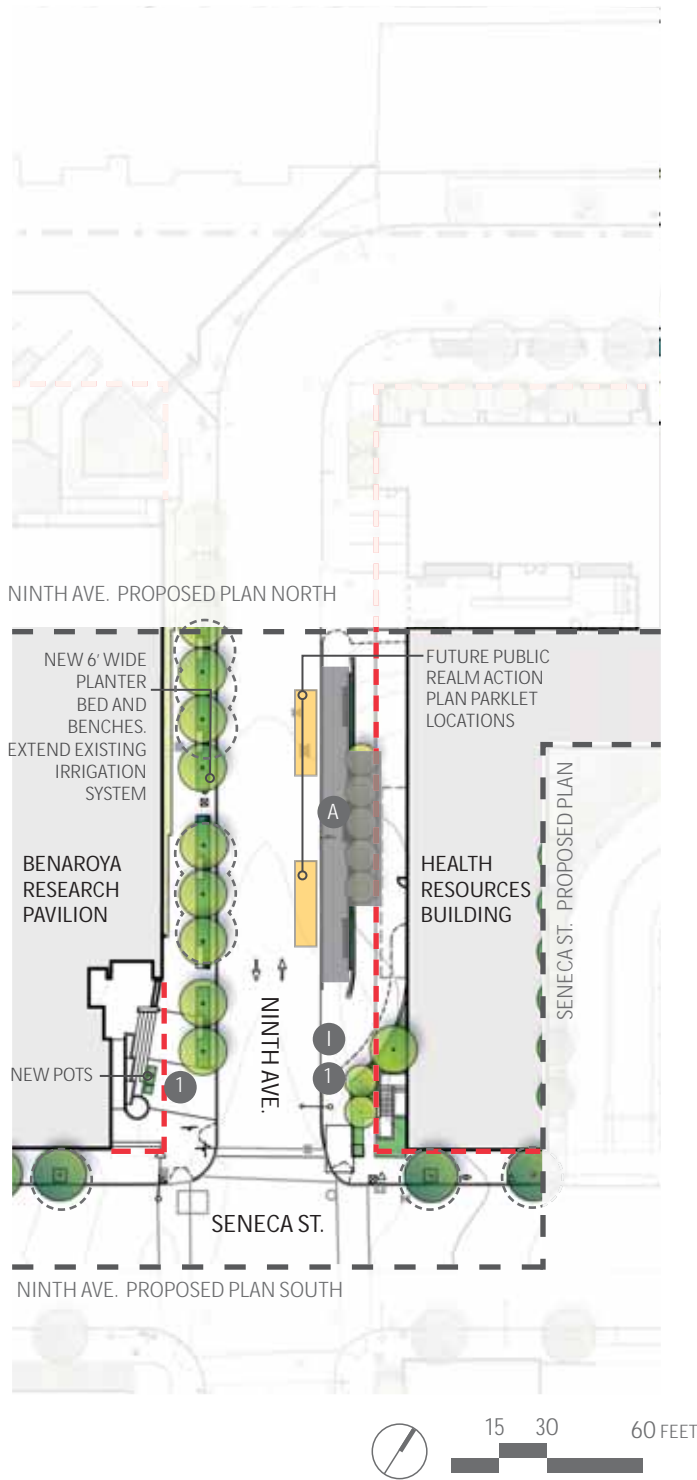 NINTH AVE. PROPOSED PLAN NORTH
NEW 6' WIDE
PLANTER
BED AND
BENCHES.
EXTEND EXISTING
IRRIGATION
SYSTEM
FUTURE PUBLIC
REALM ACTION
PLAN PARKLET
LOCATIONS
A
BENAROYA
RESEARCH
PAVILION
HEALTH
RESOURCES
BUILDING
SENECA ST. PROPOSED PLAN
NINTH AVE.
I
1
NEW POTS
1
SENECA ST.
NINTH AVE. PROPOSED PLAN SOUTH
15 30 60 FEET